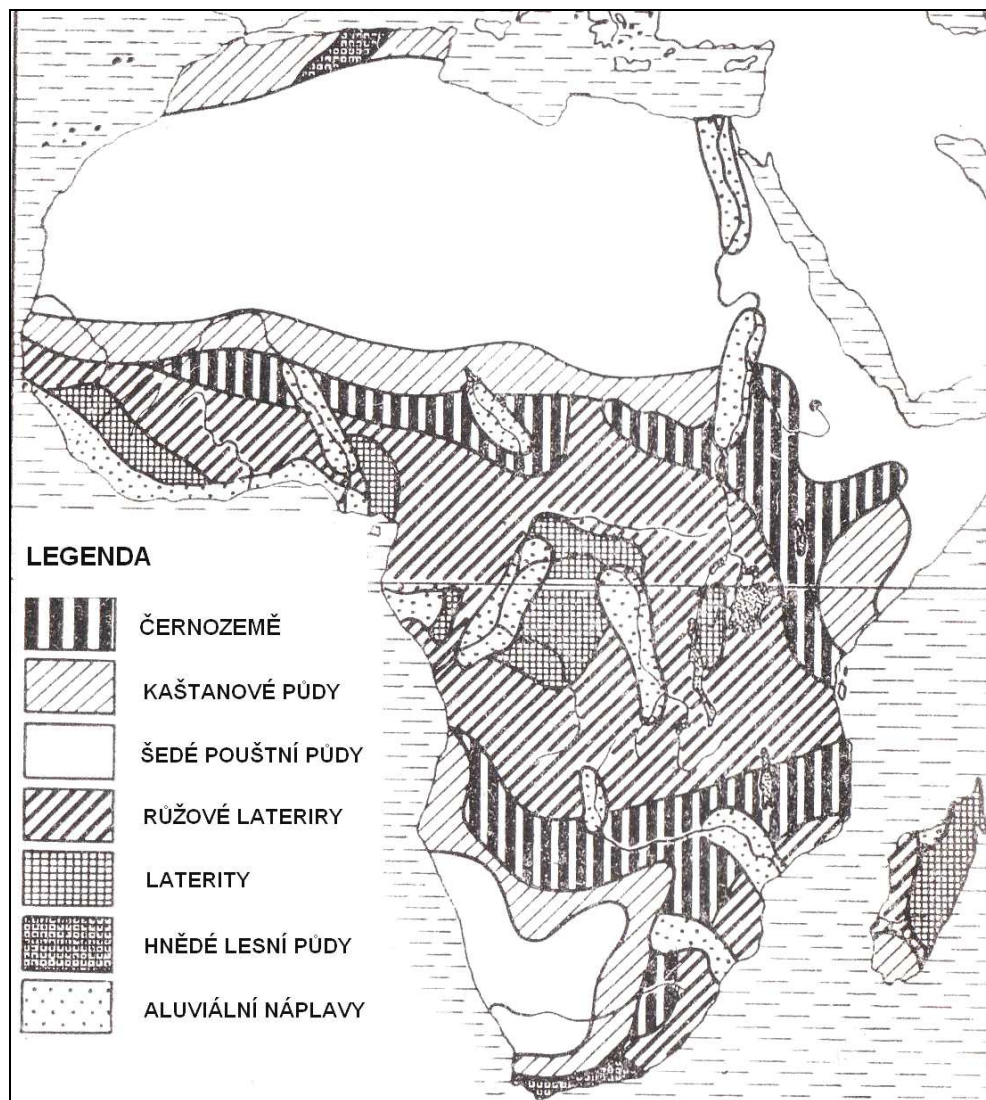 LEGENDA
ČERNOZEMĚ
KAŠTANOVÉ PŮDY
ŠEDÉ POUŠTNÍ PŮDY
RŮŽOVÉ LATERIRY
LATERITY
HNĚDÉ LESNÍ PŮDY
ALUVIÁLNÍ NÁPLAVY